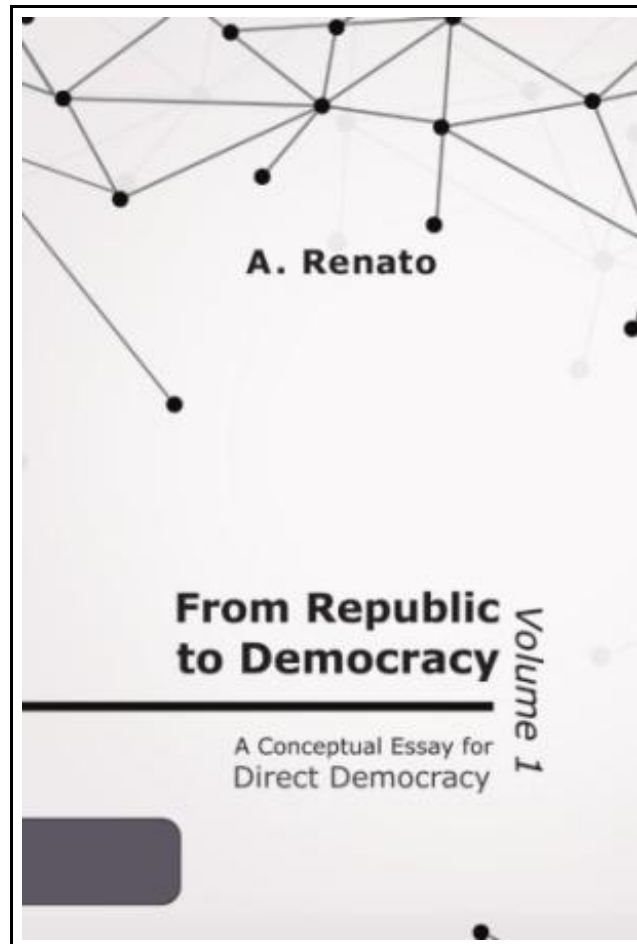 A. Renato
From Republic
to Democracy
Volume 1
A Conceptual Essay for
Direct Democracy